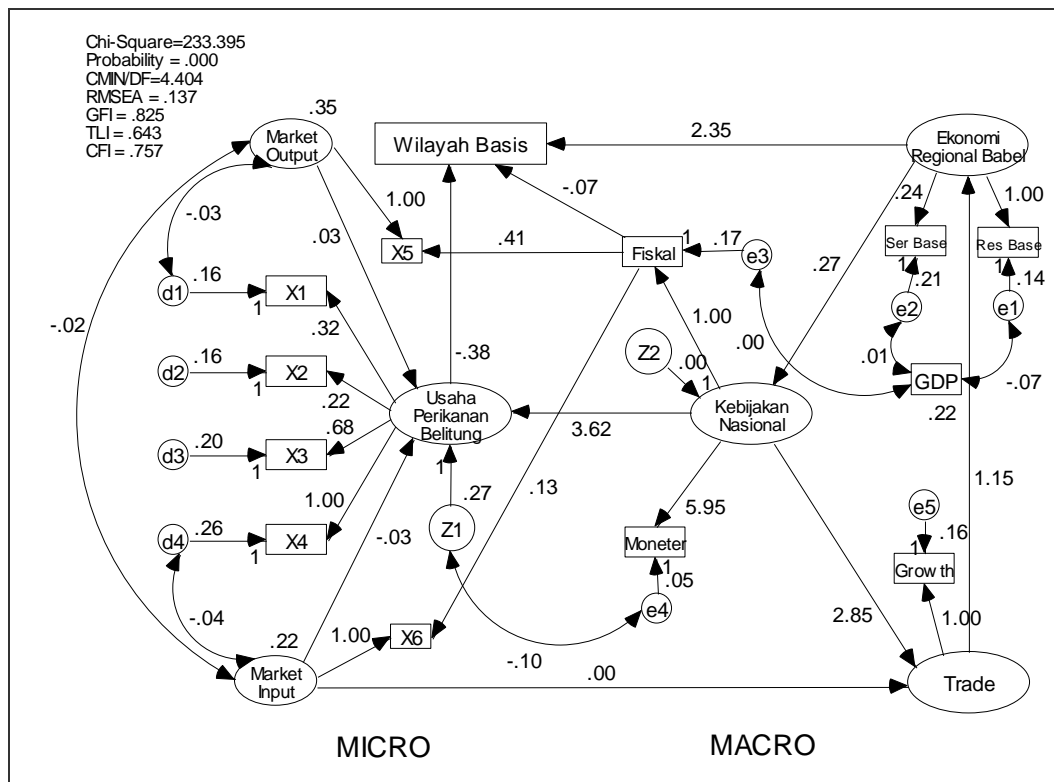 Chi-Square=233.395
Probability = .000
CMIN/DF=4.404
RMSEA = .137
GFI = .825
TLI = .643
CFI = .757
.35
Market
Output
Wilayah Basis
2.35
Ekonomi
Regional Babel
-.03
1.00
-.07
.24
1.00
.03
X5
.41
Fiskal
1
.17
e3
Ser Base
Res Base
1
1
d1
.16
1
X1
.27
.21
.14
e2
e1
-.02
.32
1.00
.00
.01
-.07
d2
.16
1
X2
-.38
Z2
.00
1
GDP
.22
.22
Usaha
Perikanan
Belitung
Kebijakan
Nasional
3.62
d3
.20
1
X3
.68
1
1.00
.27
.13
1.15
d4
.26
1
X4
Z1
5.95
e5
.16
1
-.03
Moneter
1
.05
e4
Growth
-.04
.22
1.00
X6
2.85
1.00
-.10
Market
Input
.00
Trade
MICRO
MACRO